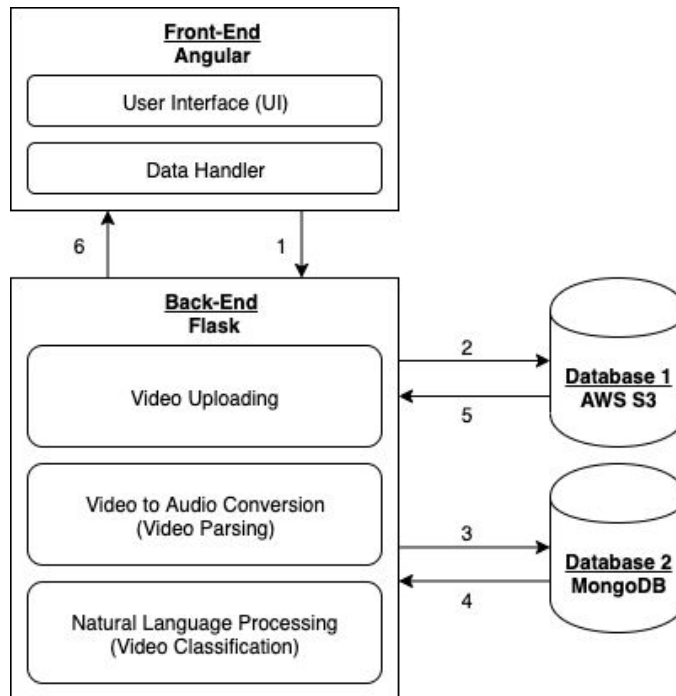 Front-End
Angular
User Interface (UI)
Data Handler
6
1
Back-End
Flask
Video Uploading
Video to Audio Conversion
(Video Parsing)
Natural Language Processing
(Video Classification)
2
5
Database 1
AWS S3
3
4
Database 2
MongoDB